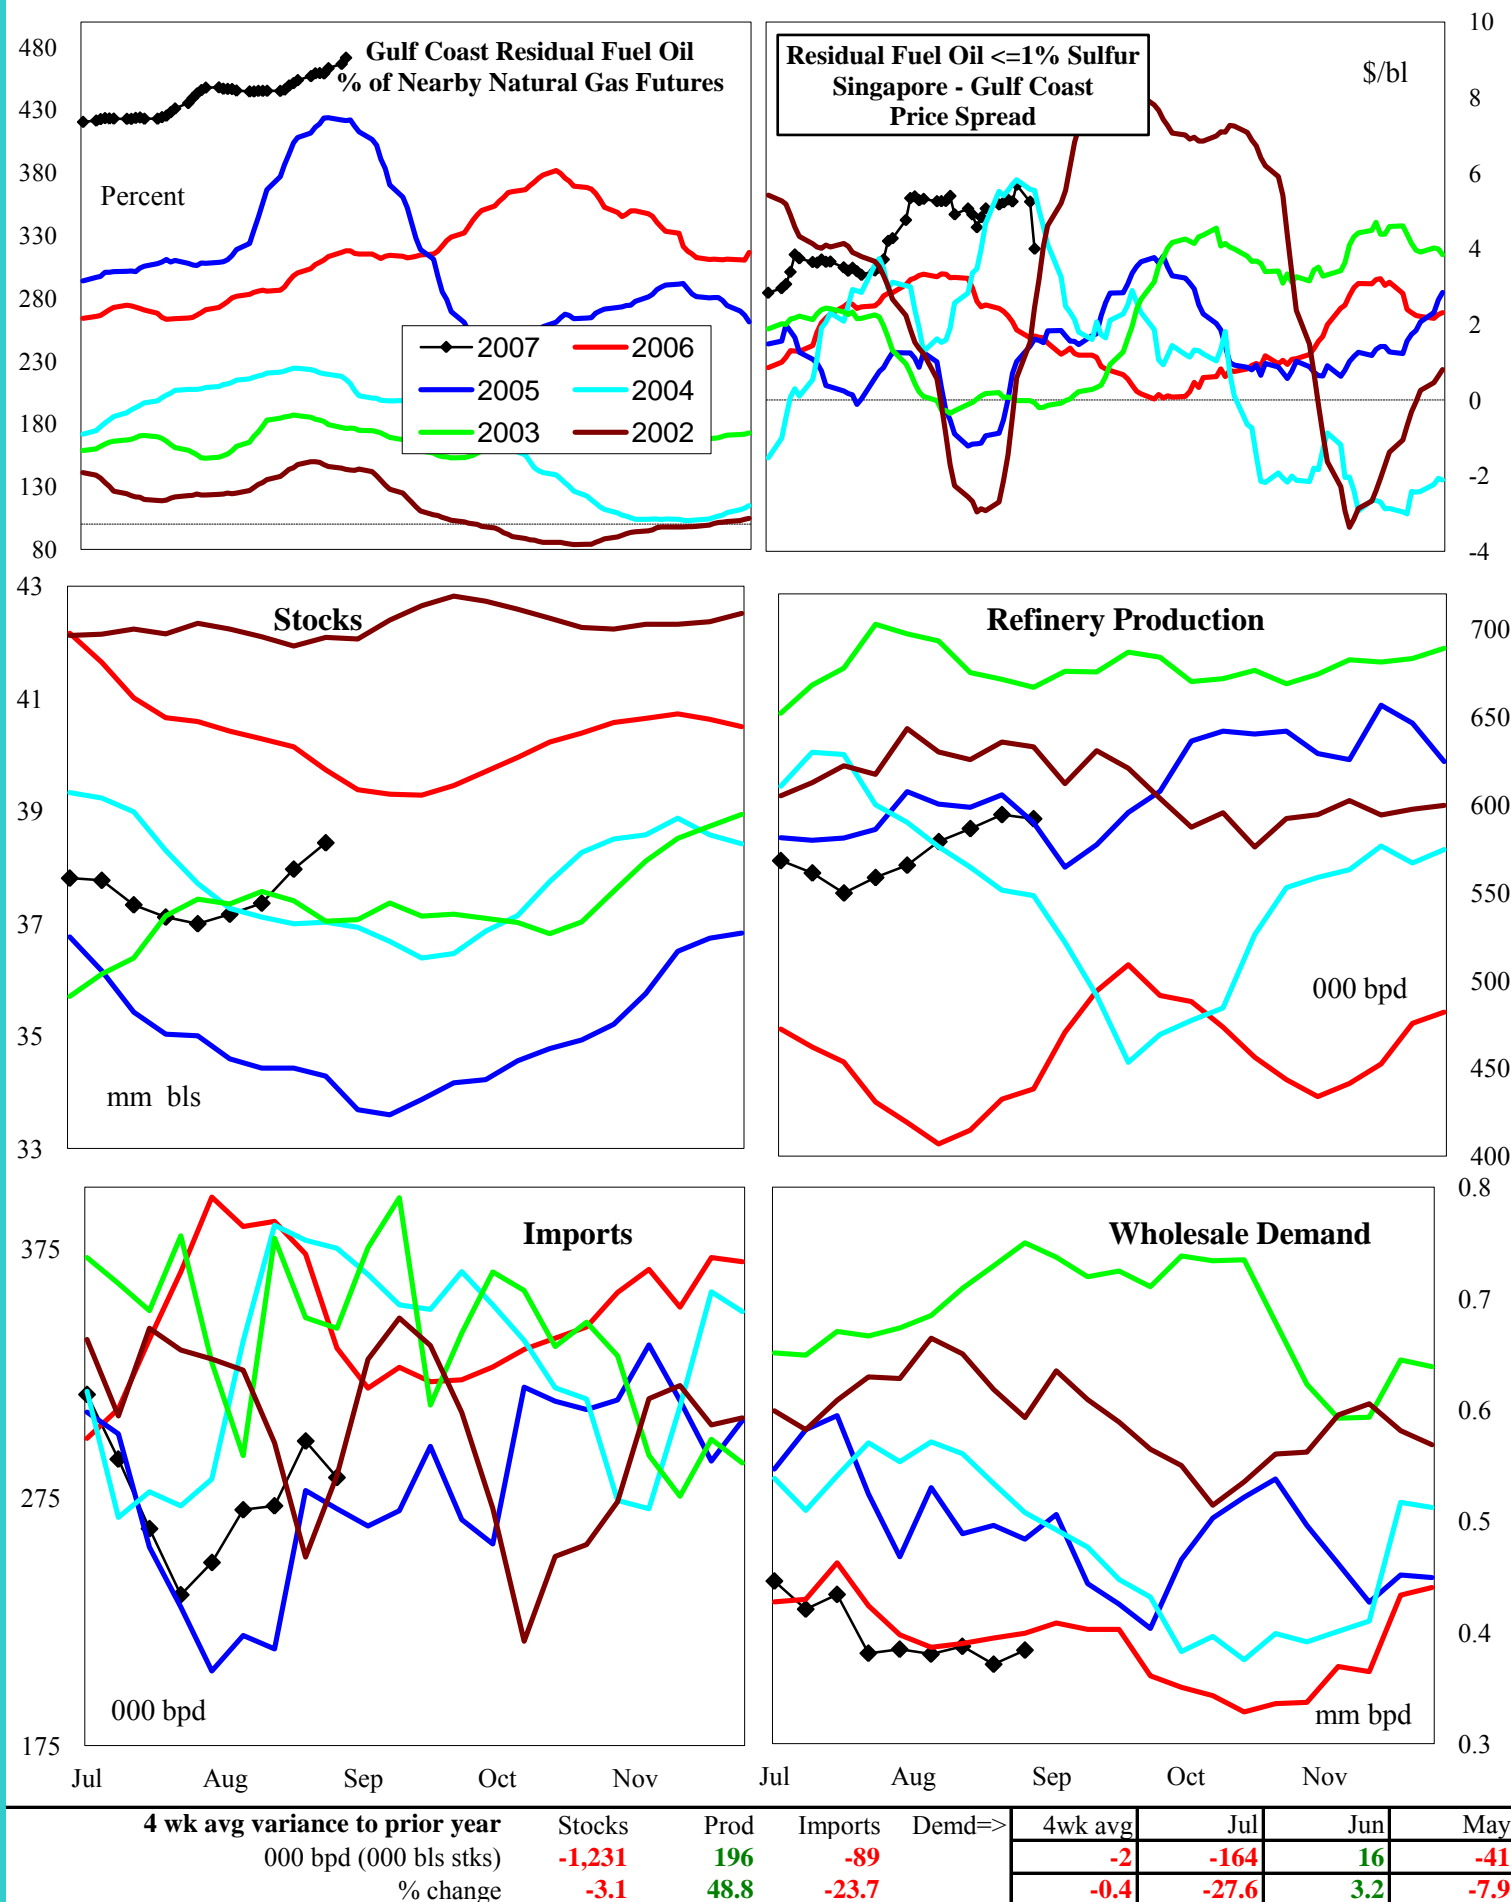 Gulf Coast Residual Fuel Oil
% of Nearby Natural Gas Futures
Percent
480
430
380
330
280
230
180
130
80
2007 2006
2005 2004
2003 2002
Residual Fuel Oil <=1% Sulfur
Singapore - Gulf Coast
Price Spread
$/bl
10
8
6
4
2
0
-2
-4
Stocks
43
41
39
37
35
33
mm bls
Refinery Production
700
650
600
550
500
450
400
000 bpd
Imports
375
275
175
000 bpd
Jul Aug Sep Oct Nov
Wholesale Demand
0.8
0.7
0.6
0.5
0.4
0.3
mm bpd
Jul Aug Sep Oct Nov
4 wk avg variance to prior year Stocks Prod Imports Demd=> 4wk avg Jul Jun May
000 bpd (000 bls stks) -1,231 196 -89 -2 -164 16 -41
% change -3.1 48.8 -23.7 -0.4 -27.6 3.2 -7.9